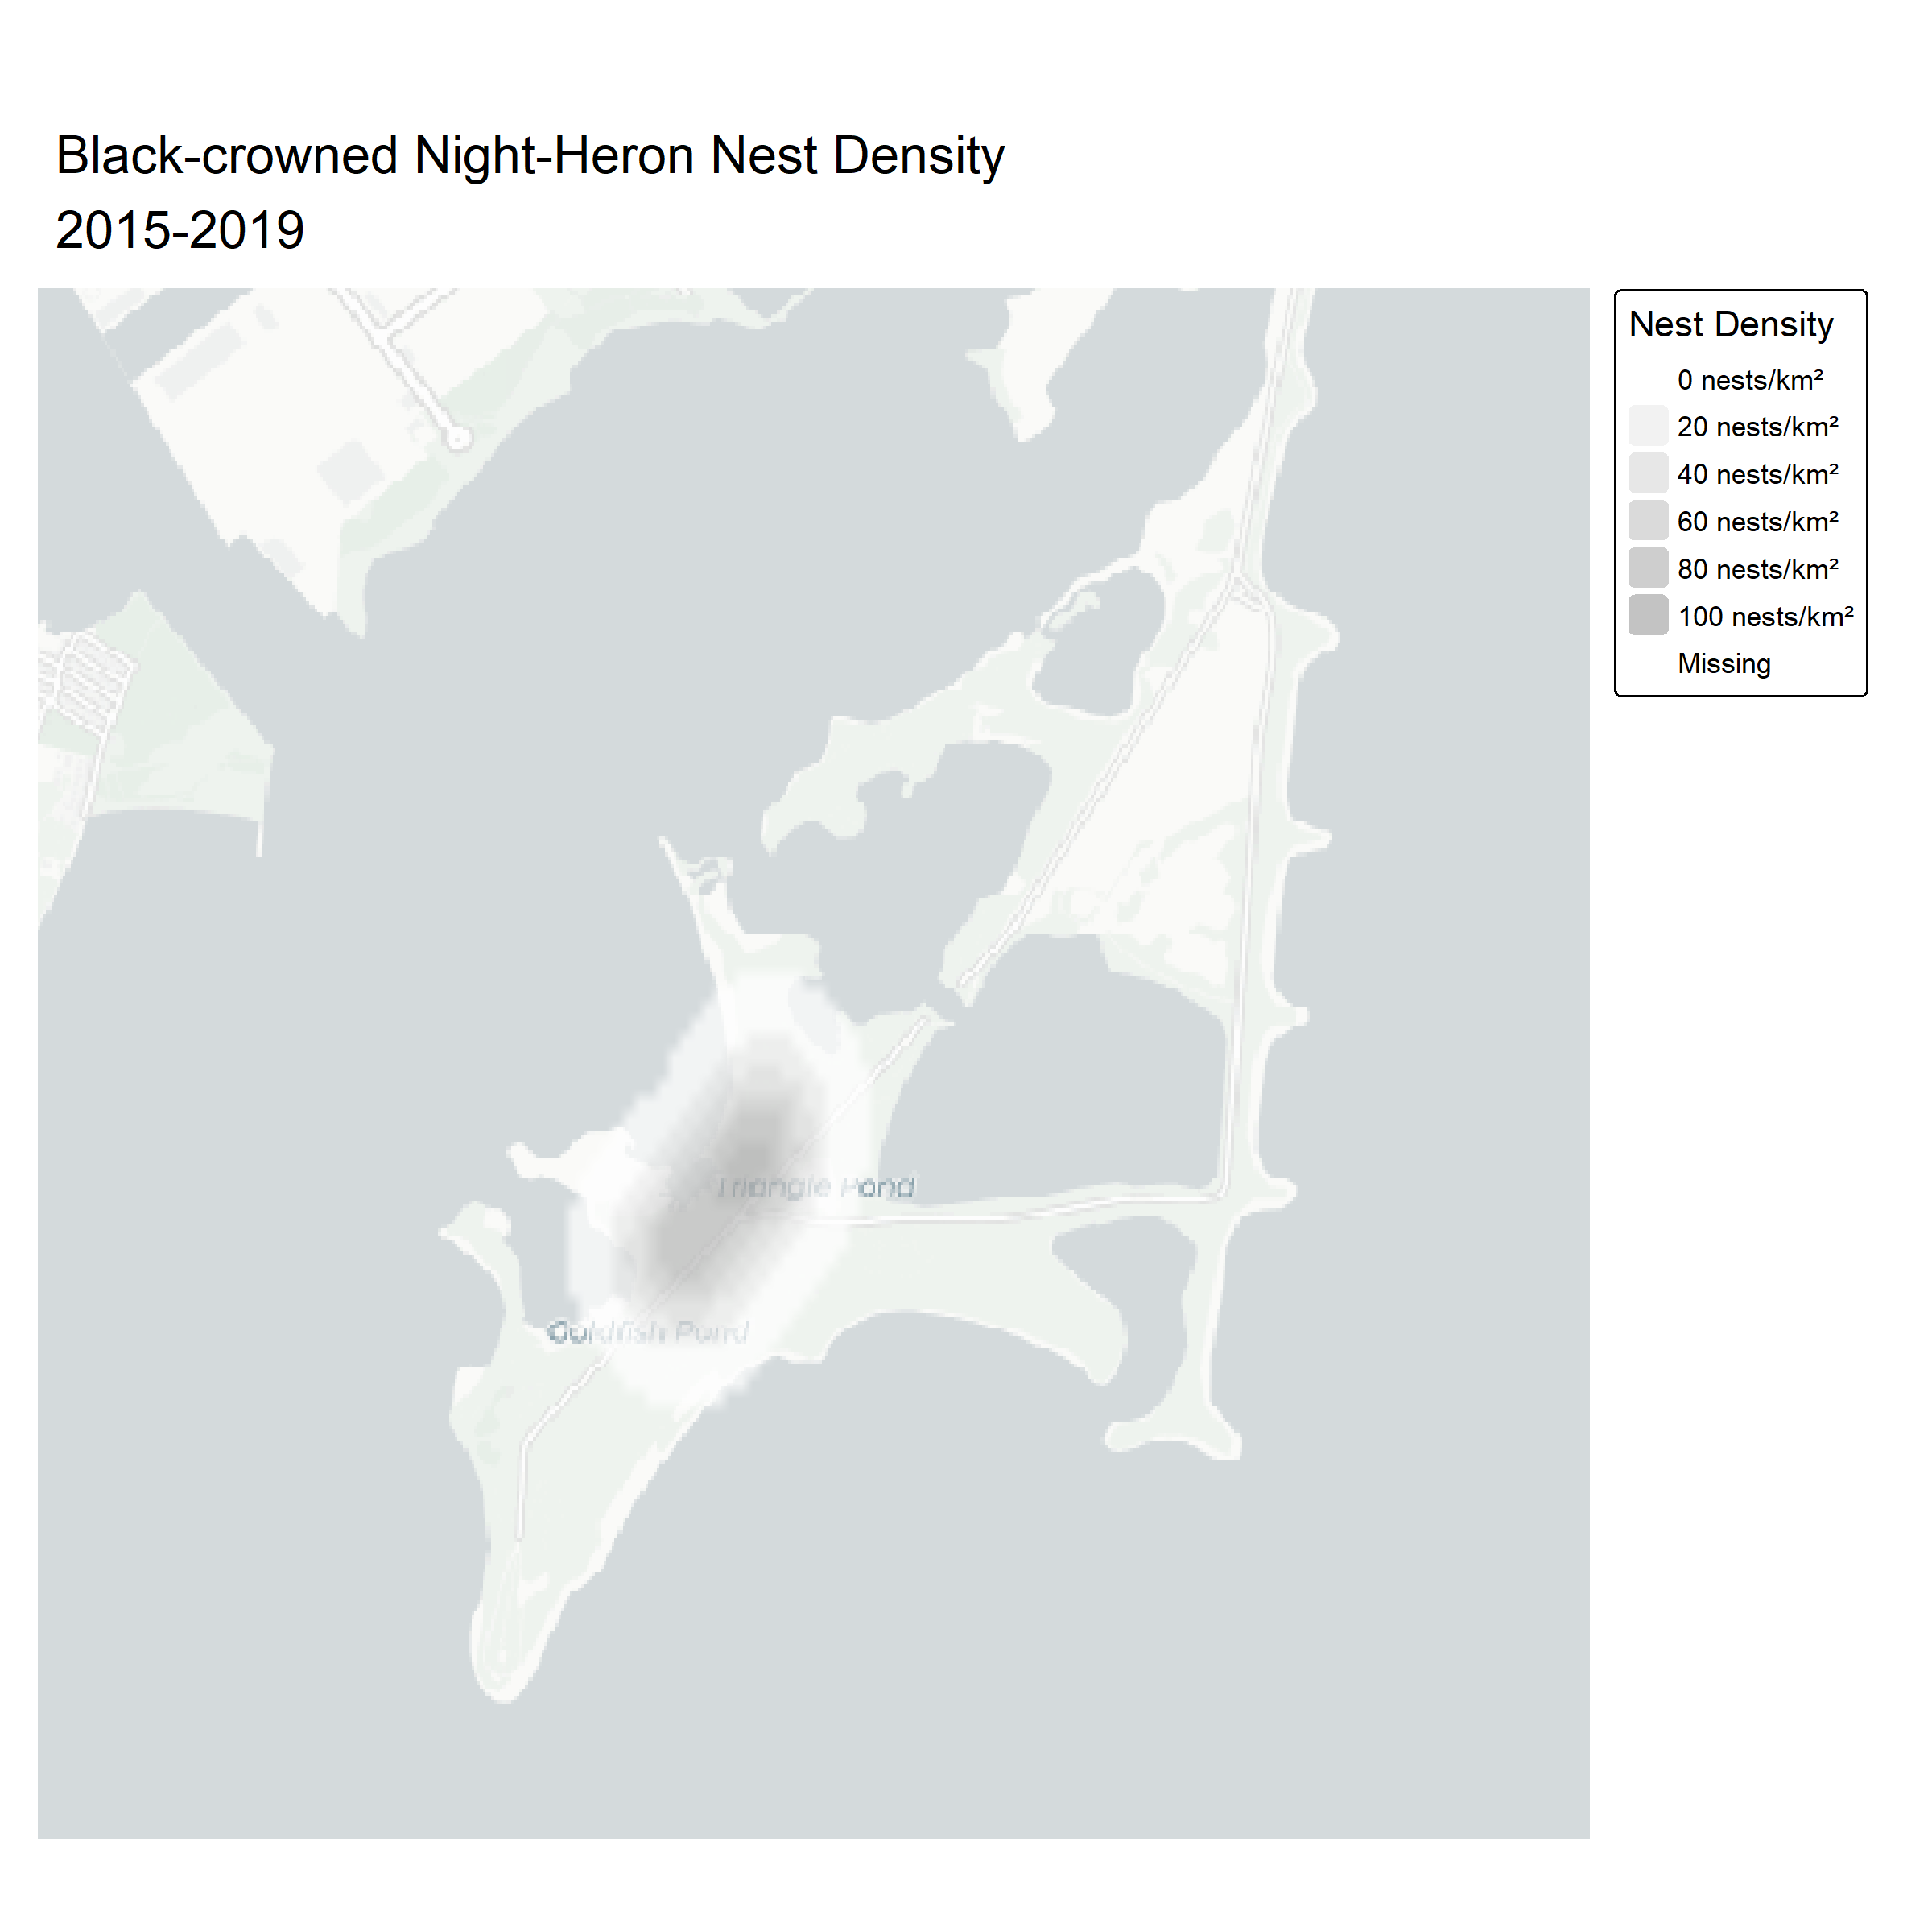 Black-crowned Night-Heron Nest Density
2015-2019
Nest Density
0 nests/km²
20 nests/km²
40 nests/km²
60 nests/km²
80 nests/km²
100 nests/km²
Missing
Triangle Pond
Goldfish Pond